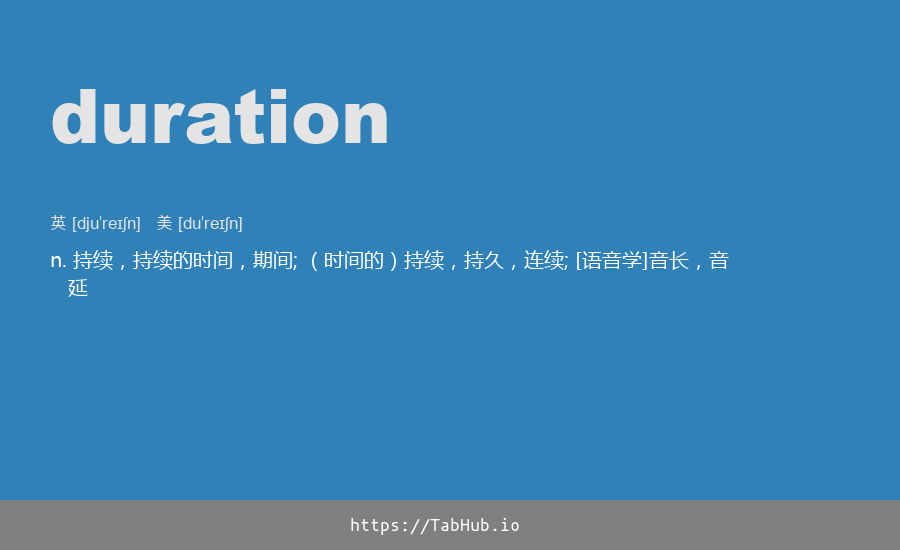 duration
英 [djuˈreɪʃn] 美 [duˈreɪʃn]
n. 持续，持续的时间，期间; （时间的）持续，持久，连续; [语音学]音长，音
延
https://TabHub.io